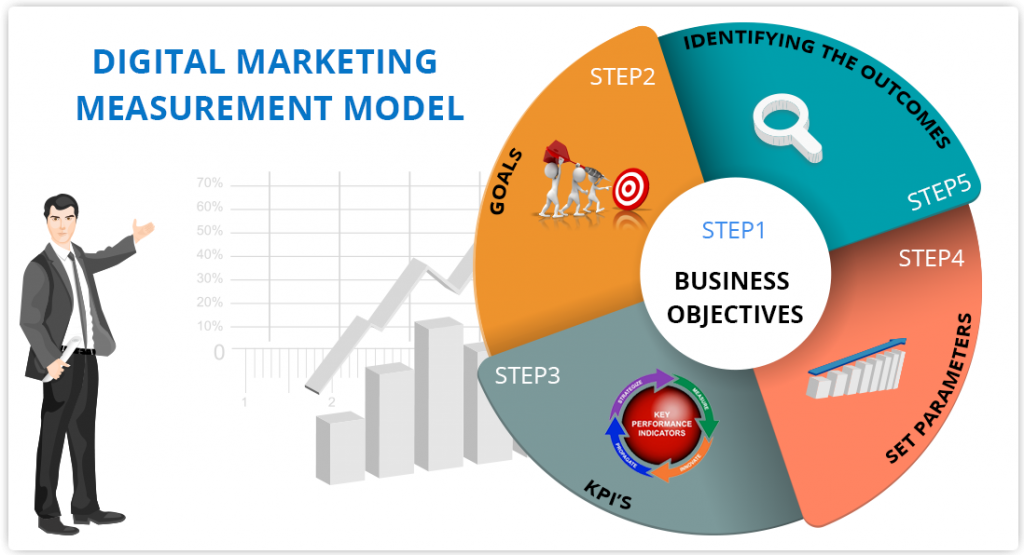 DIGITAL MARKETING
MEASUREMENT MODEL
70%
60%
50%
40%
30%
20%
10%
0
1
2
STEP1
BUSINESS
OBJECTIVES
STEP2
GOALS
STEP3
KPI'S
STRATEGIZE
MEASURE
INNOVATE
PROPAGATE
KEY
PERFORMANCE
INDICATORS
STEP4
SET PARAMETERS
STEP5
IDENTIFYING THE OUTCOMES